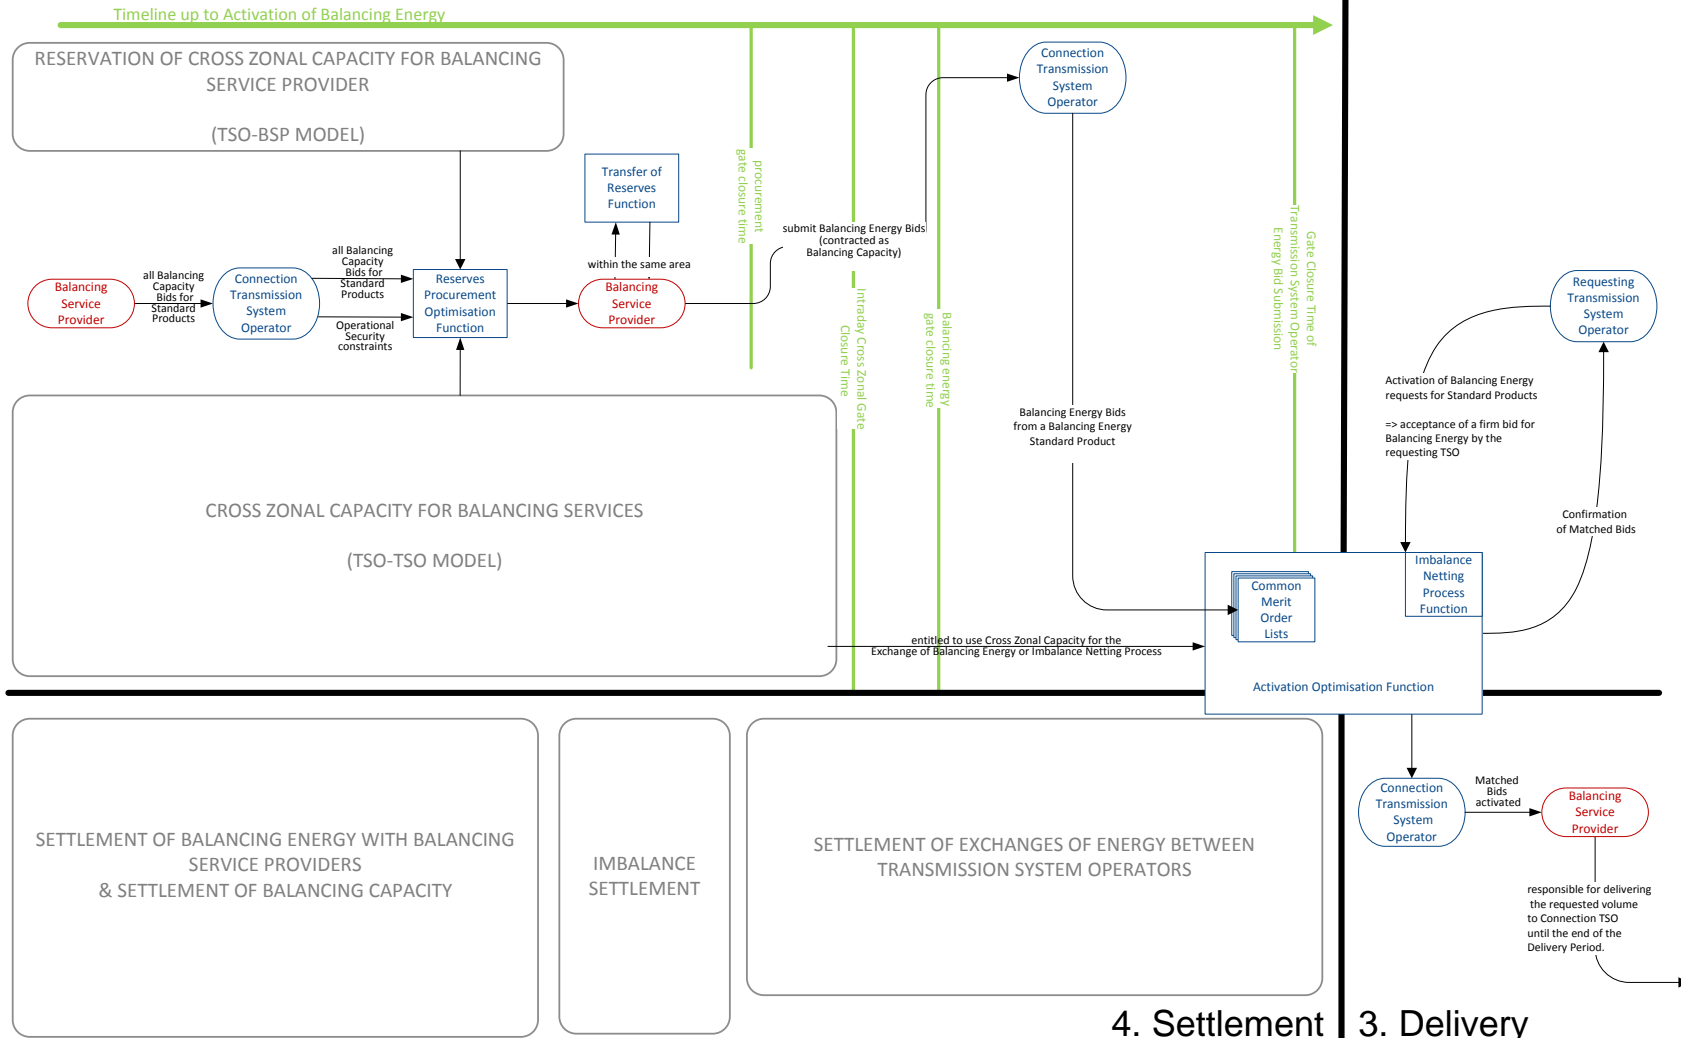 Timeline up to Activation of Balancing Energy
RESERVATION OF CROSS ZONAL CAPACITY FOR BALANCING
SERVICE PROVIDER
(TSO-BSP MODEL)
Connection
Transmission
System
Operator
Transfer of
Reserves
Function
within the same area
procurement
gate closure time
submit Balancing Energy Bids
(contracted as
Balancing Capacity)
Balancing
Service
Provider
all Balancing
Capacity
Bids for
Standard
Products
Connection
Transmission
System
Operator
all Balancing
Capacity
Bids for
Standard
Products
Operational
Security
constraints
Reserves
Procurement
Optimisation
Function
Balancing
Service
Provider
Intraday Cross Zonal Gate
Closure Time
Balancing energy
gate closure time
Gate Closure Time of
Transmission System Operator
Energy Bid Submission
Requesting
Transmission
System
Operator
Activation of Balancing Energy
requests for Standard Products
=> acceptance of a firm bid for
Balancing Energy by the
requesting TSO
Balancing Energy Bids
from a Balancing Energy
Standard Product
Confirmation
of Matched Bids
CROSS ZONAL CAPACITY FOR BALANCING SERVICES
(TSO-TSO MODEL)
Imbalance
Netting
Process
Function
Common
Merit
Order
Lists
entitled to use Cross Zonal Capacity for the
Exchange of Balancing Energy or Imbalance Netting Process
Activation Optimisation Function
SETTLEMENT OF BALANCING ENERGY WITH BALANCING
SERVICE PROVIDERS
& SETTLEMENT OF BALANCING CAPACITY
IMBALANCE
SETTLEMENT
SETTLEMENT OF EXCHANGES OF ENERGY BETWEEN
TRANSMISSION SYSTEM OPERATORS
Connection
Transmission
System
Operator
Matched
Bids
activated
Balancing
Service
Provider
responsible for delivering
the requested volume
to Connection TSO
until the end of the
Delivery Period.
4. Settlement
3. Delivery